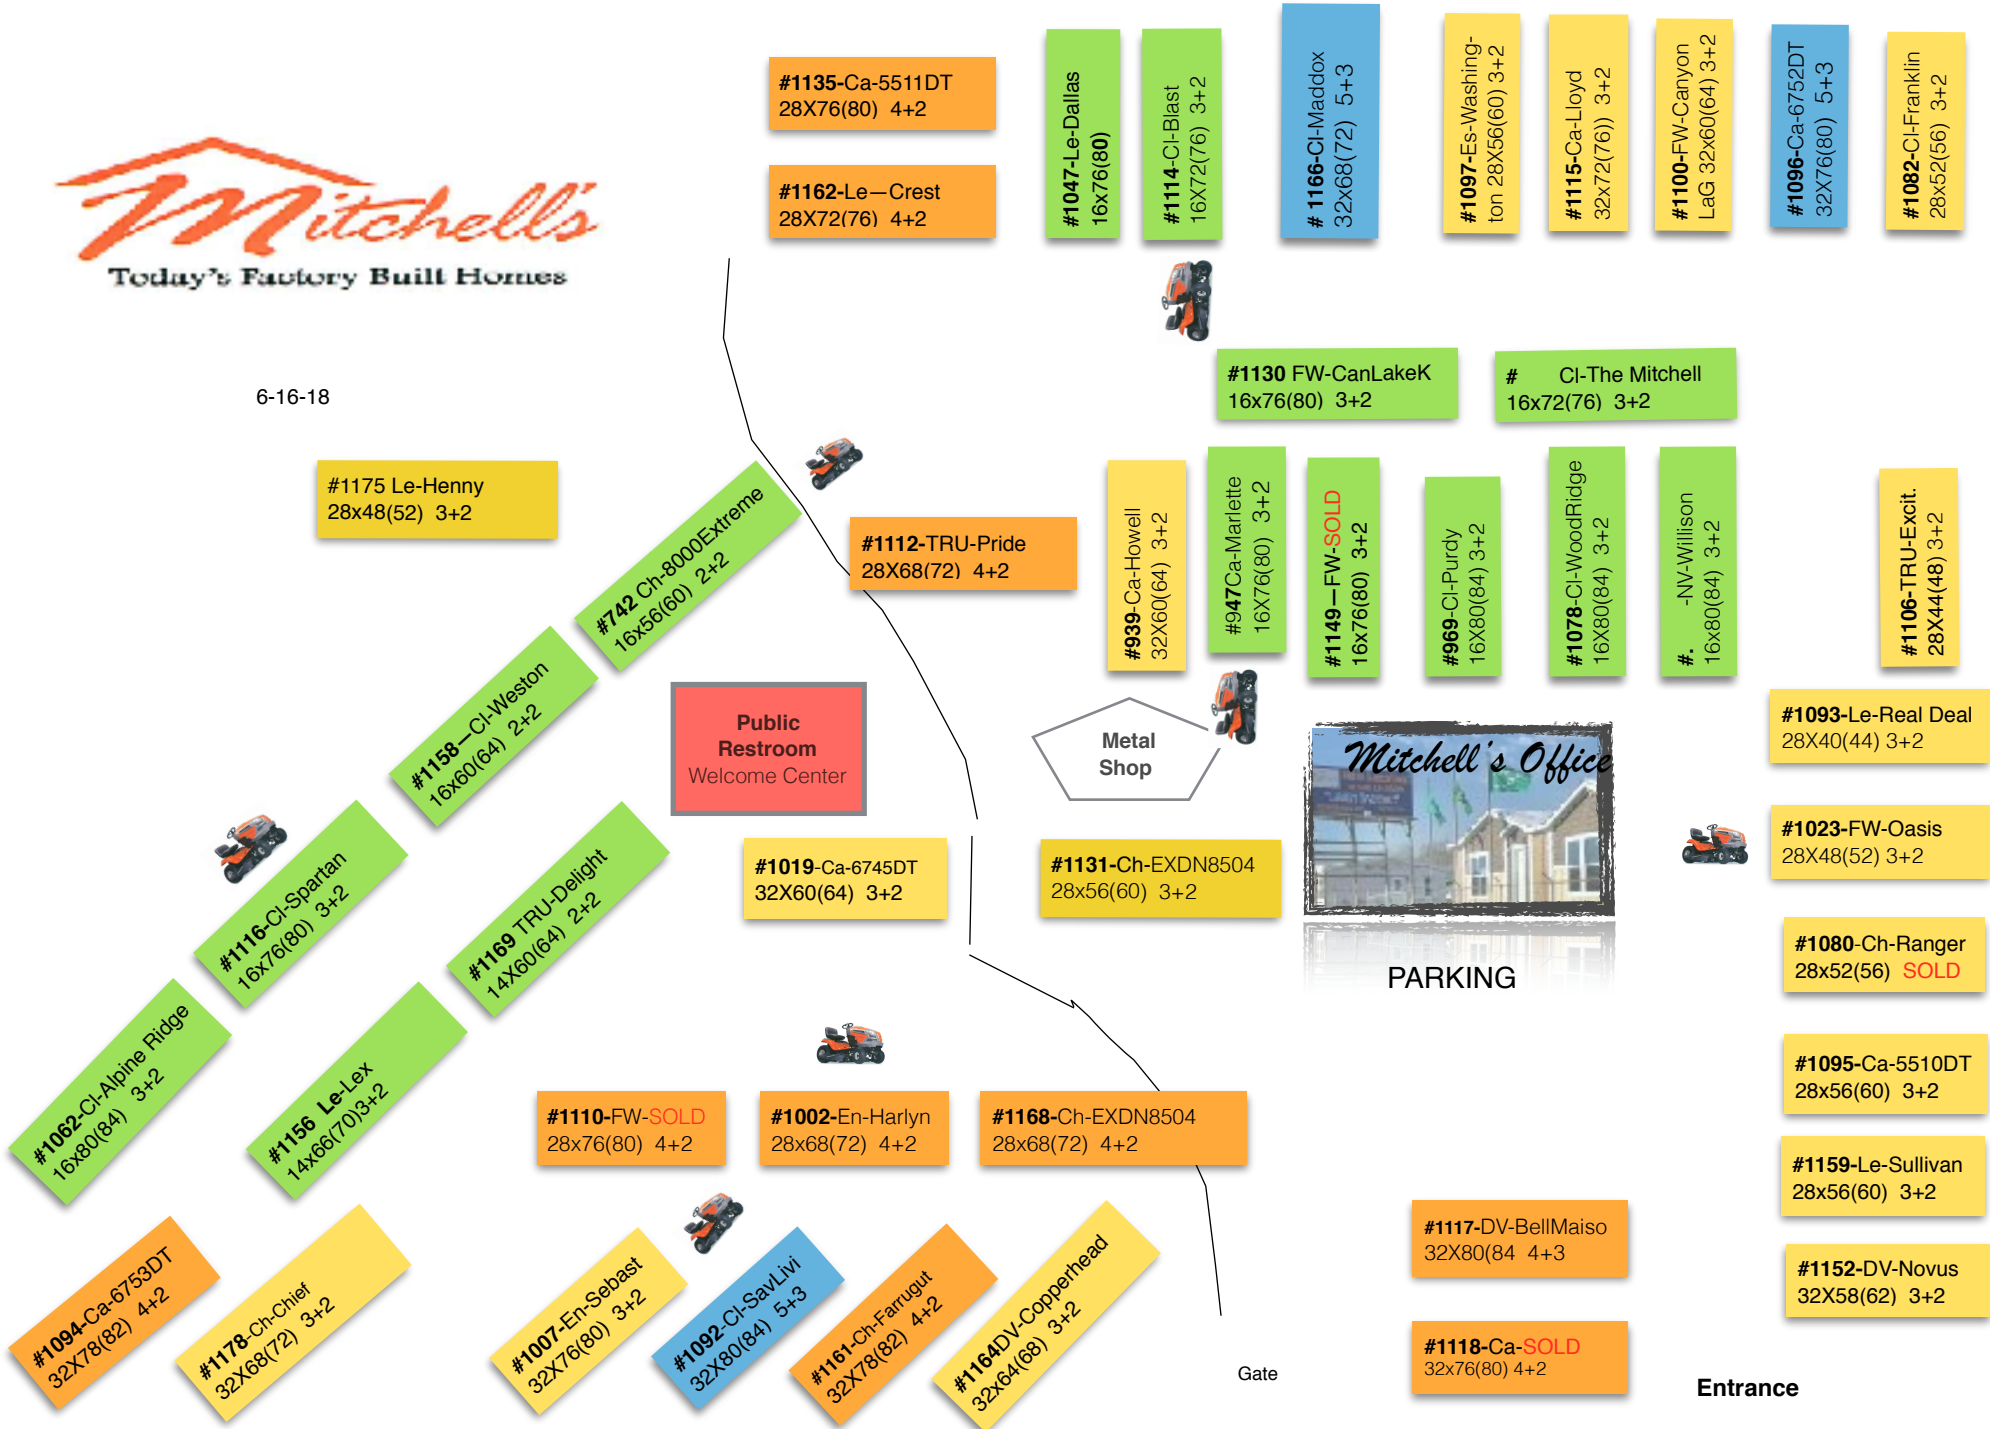 Mitchell's
Today's Factory Built Homes
6-16-18
#1135-Ca-5511DT
28X76(80) 4+2
#1162-Le—Crest
28X72(76) 4+2
#1047-Le-Dallas
16x76(80)
#1114-Cl-Blast
16X72(76) 3+2
# 1166-Cl-Maddox
32x68(72) 5+3
#1097-Es-Washing-
ton 28X56(60) 3+2
#1115-Ca-Lloyd
32x72(76)) 3+2
#1100-FW-Canyon
LaG 32x60(64) 3+2
#1096-Ca-6752DT
32X76(80) 5+3
#1082-Cl-Franklin
28x52(56) 3+2
#1130 FW-CanLakeK
16x76(80) 3+2
# Cl-The Mitchell
16x72(76) 3+2
#1175 Le-Henny
28x48(52) 3+2
#742 Ch-8000Extreme
16x56(60) 2+2
#1112-TRU-Pride
28X68(72) 4+2
#939-Ca-Howell
32X60(64) 3+2
#947Ca-Marlette
16X76(80) 3+2
#1149—FW-SOLD
16x76(80) 3+2
#969-Cl-Purdy
16X80(84) 3+2
#1078-Cl-WoodRidge
16X80(84) 3+2
#. -NV-Willison
16x80(84) 3+2
#1106-TRU-Excit.
28X44(48) 3+2
#1158—Cl-Weston
16x60(64) 2+2
Public
Restroom
Welcome Center
Metal
Shop
Mitchell's Office
PARKING
#1093-Le-Real Deal
28X40(44) 3+2
#1023-FW-Oasis
28X48(52) 3+2
#1116-Cl-Spartan
16x76(80) 3+2
#1169 TRU-Delight
14X60(64) 2+2
#1019-Ca-6745DT
32X60(64) 3+2
#1131-Ch-EXDN8504
28x56(60) 3+2
#1080-Ch-Ranger
28x52(56) SOLD
#1062-Cl-Alpine Ridge
16x80(84) 3+2
#1156 Le-Lex
14x66(70)3+2
#1110-FW-SOLD
28x76(80) 4+2
#1002-En-Harlyn
28x68(72) 4+2
#1168-Ch-EXDN8504
28x68(72) 4+2
#1095-Ca-5510DT
28x56(60) 3+2
#1159-Le-Sullivan
28x56(60) 3+2
#1094-Ca-6753DT
32X78(82) 4+2
#1178-Ch-Chief
32X68(72) 3+2
#1007-En-Sebast
32X76(80) 3+2
#1092-Cl-SavLivi
32X80(84) 5+3
#1161-Ch-Farrugut
32X78(82) 4+2
#1164DV-Copperhead
32x64(68) 3+2
#1117-DV-BellMaiso
32X80(84 4+3
#1152-DV-Novus
32X58(62) 3+2
#1118-Ca-SOLD
32x76(80) 4+2
Gate
Entrance